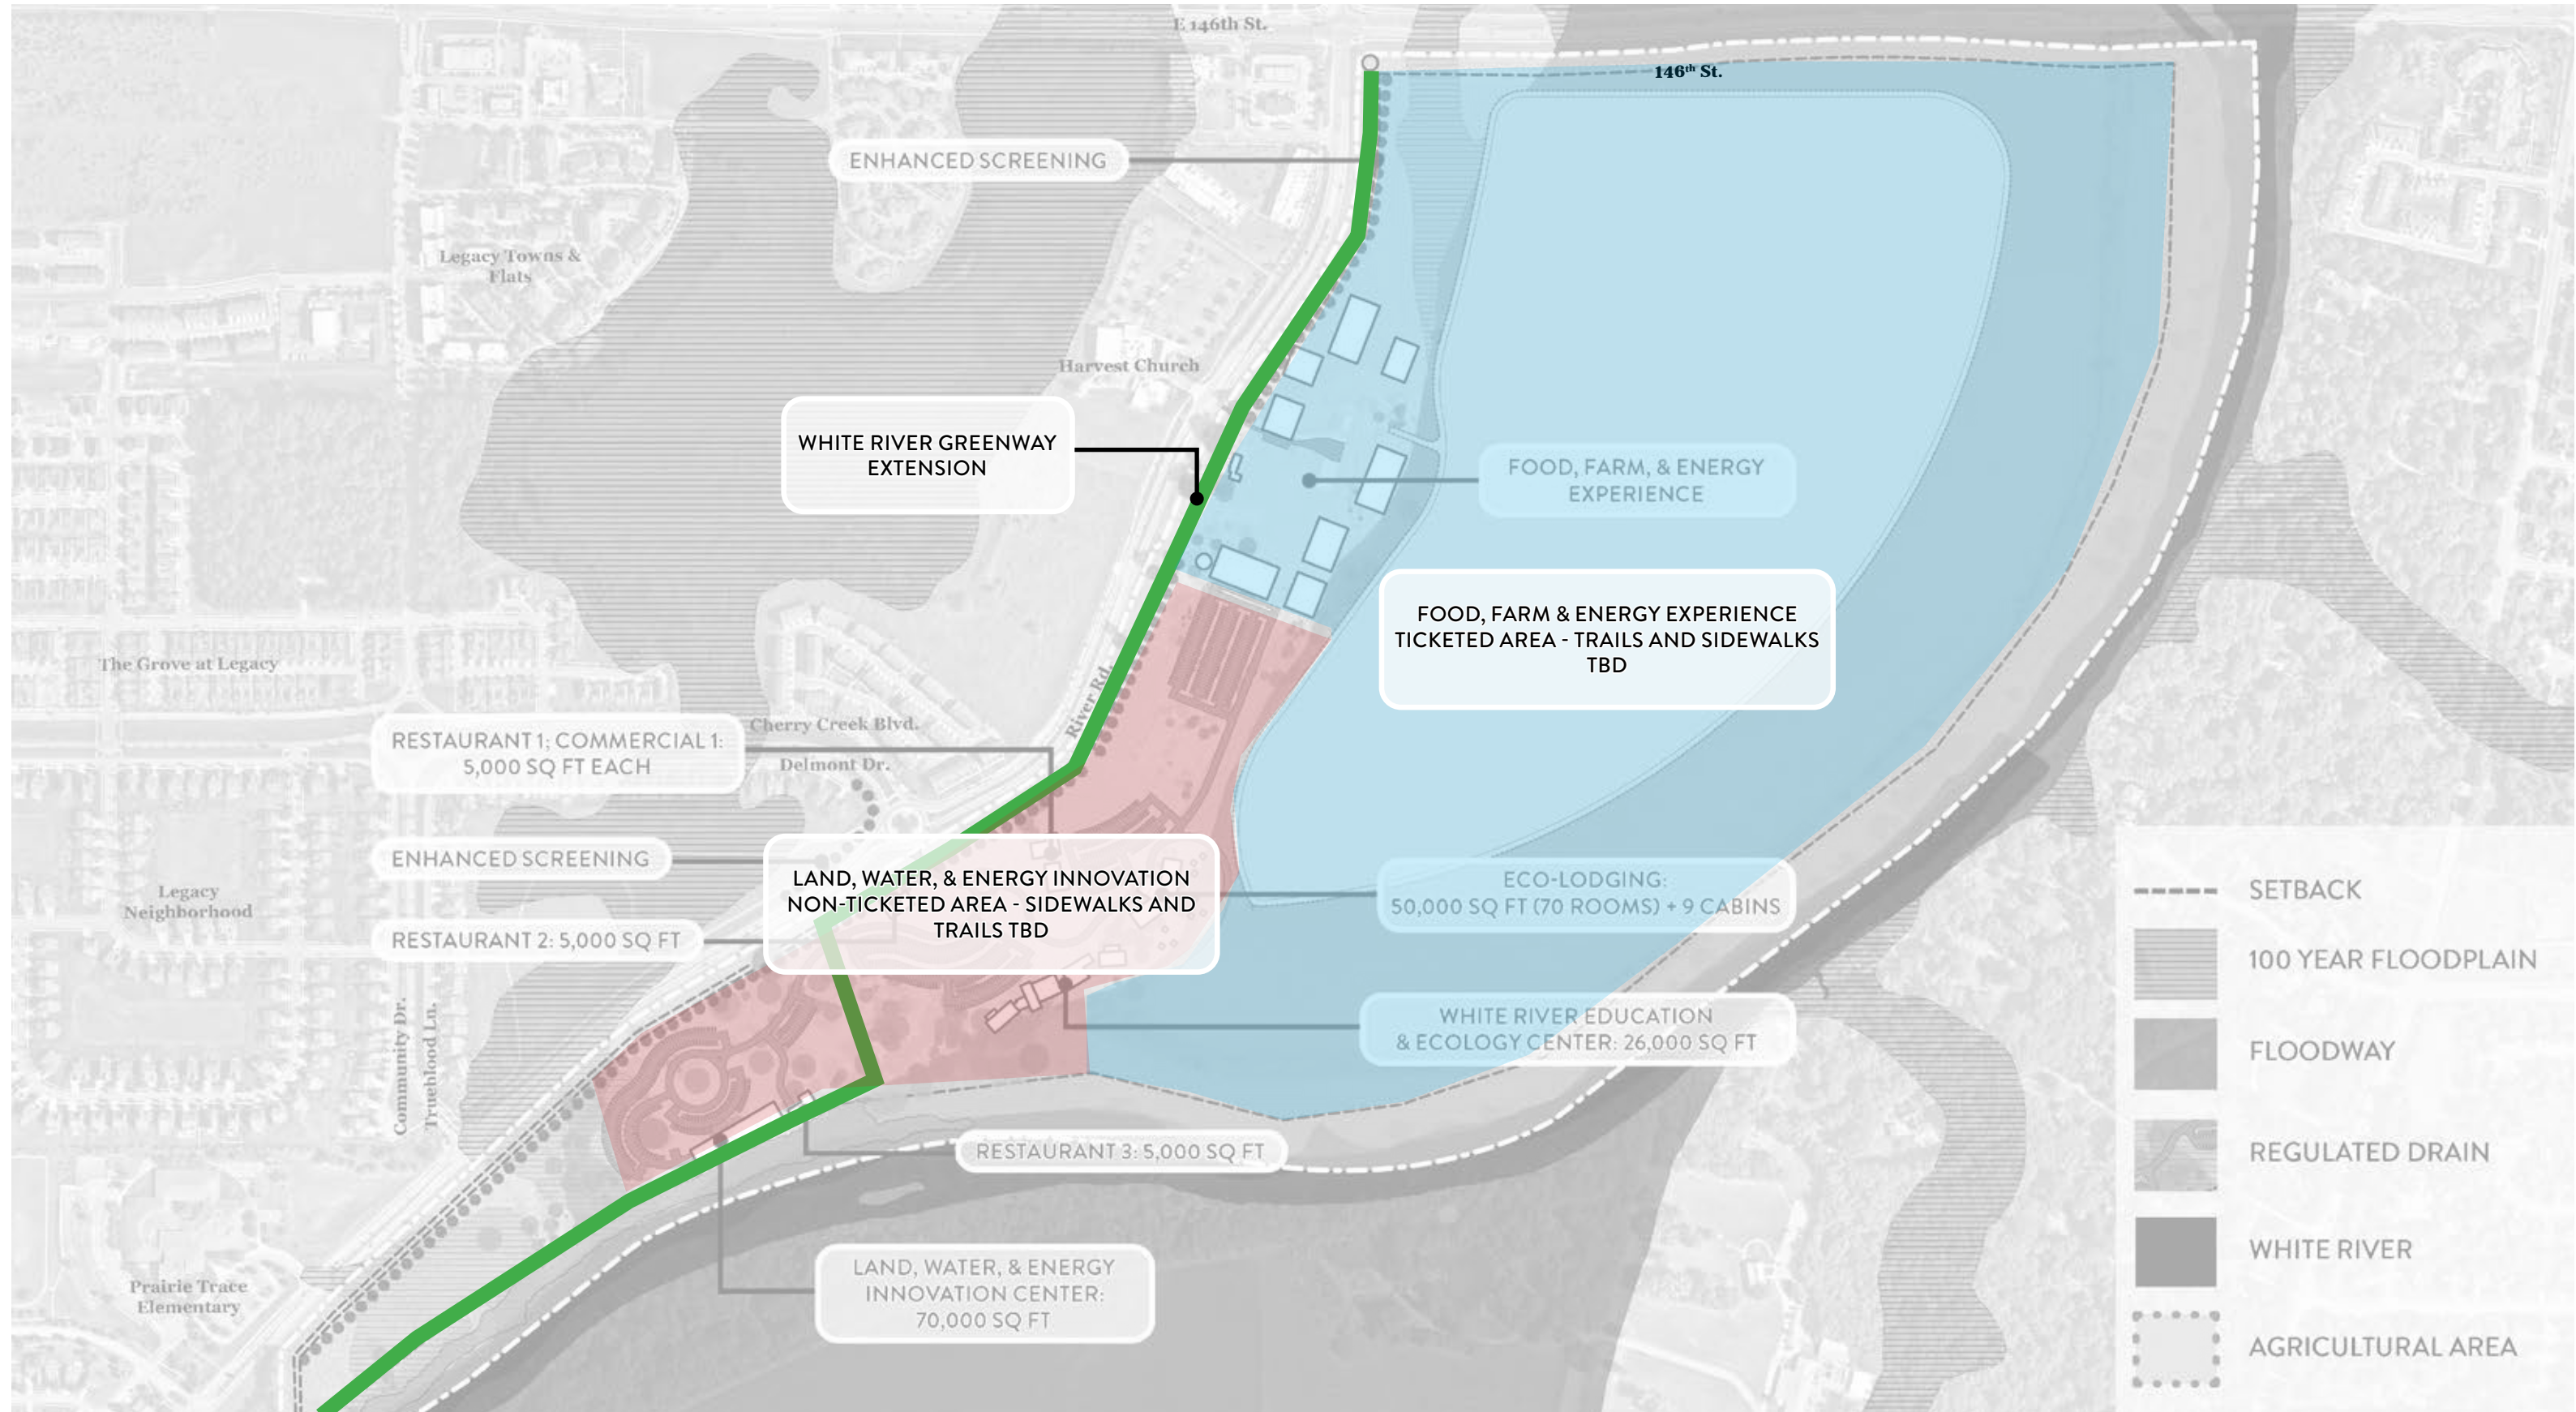 E 146th St.
146th St.
ENHANCED SCREENING
Legacy Towns &
Flats
Harvest Church
WHITE RIVER GREENWAY
EXTENSION
FOOD, FARM, & ENERGY
EXPERIENCE
FOOD, FARM & ENERGY EXPERIENCE
TICKETED AREA - TRAILS AND SIDEWALKS
TBD
The Grove at Legacy
River Rd.
RESTAURANT 1; COMMERCIAL 1:
5,000 SQ FT EACH
Cherry Creek Blvd.
Delmont Dr.
ENHANCED SCREENING
Legacy
Neighborhood
RESTAURANT 2: 5,000 SQ FT
LAND, WATER, & ENERGY INNOVATION
NON-TICKETED AREA - SIDEWALKS AND
TRAILS TBD
ECO-LODGING:
50,000 SQ FT (70 ROOMS) + 9 CABINS
WHITE RIVER EDUCATION
& ECOLOGY CENTER: 26,000 SQ FT
Community Dr.
Trueblood Ln.
RESTAURANT 3: 5,000 SQ FT
LAND, WATER, & ENERGY
INNOVATION CENTER:
70,000 SQ FT
Prairie Trace
Elementary
SETBACK
100 YEAR FLOODPLAIN
FLOODWAY
REGULATED DRAIN
WHITE RIVER
AGRICULTURAL AREA